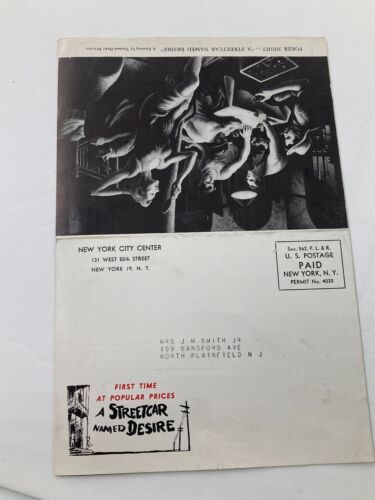 POKER NIGHT — "A STREETCAR NAMED DESIRE"
A Painting by Thomas Hart Benton
NEW YORK CITY CENTER
131 WEST 55th STREET
NEW YORK 19, N. Y.
Sec. 562, P. L. & R.
U. S. POSTAGE
PAID
NEW YORK, N. Y.
PERMIT No. 4030
MRS J W SMITH JR
499 SANDFORD AVE
NORTH PLAINFIELD N J
FIRST TIME
AT POPULAR PRICES
A STREETCAR
NAMED DESIRE